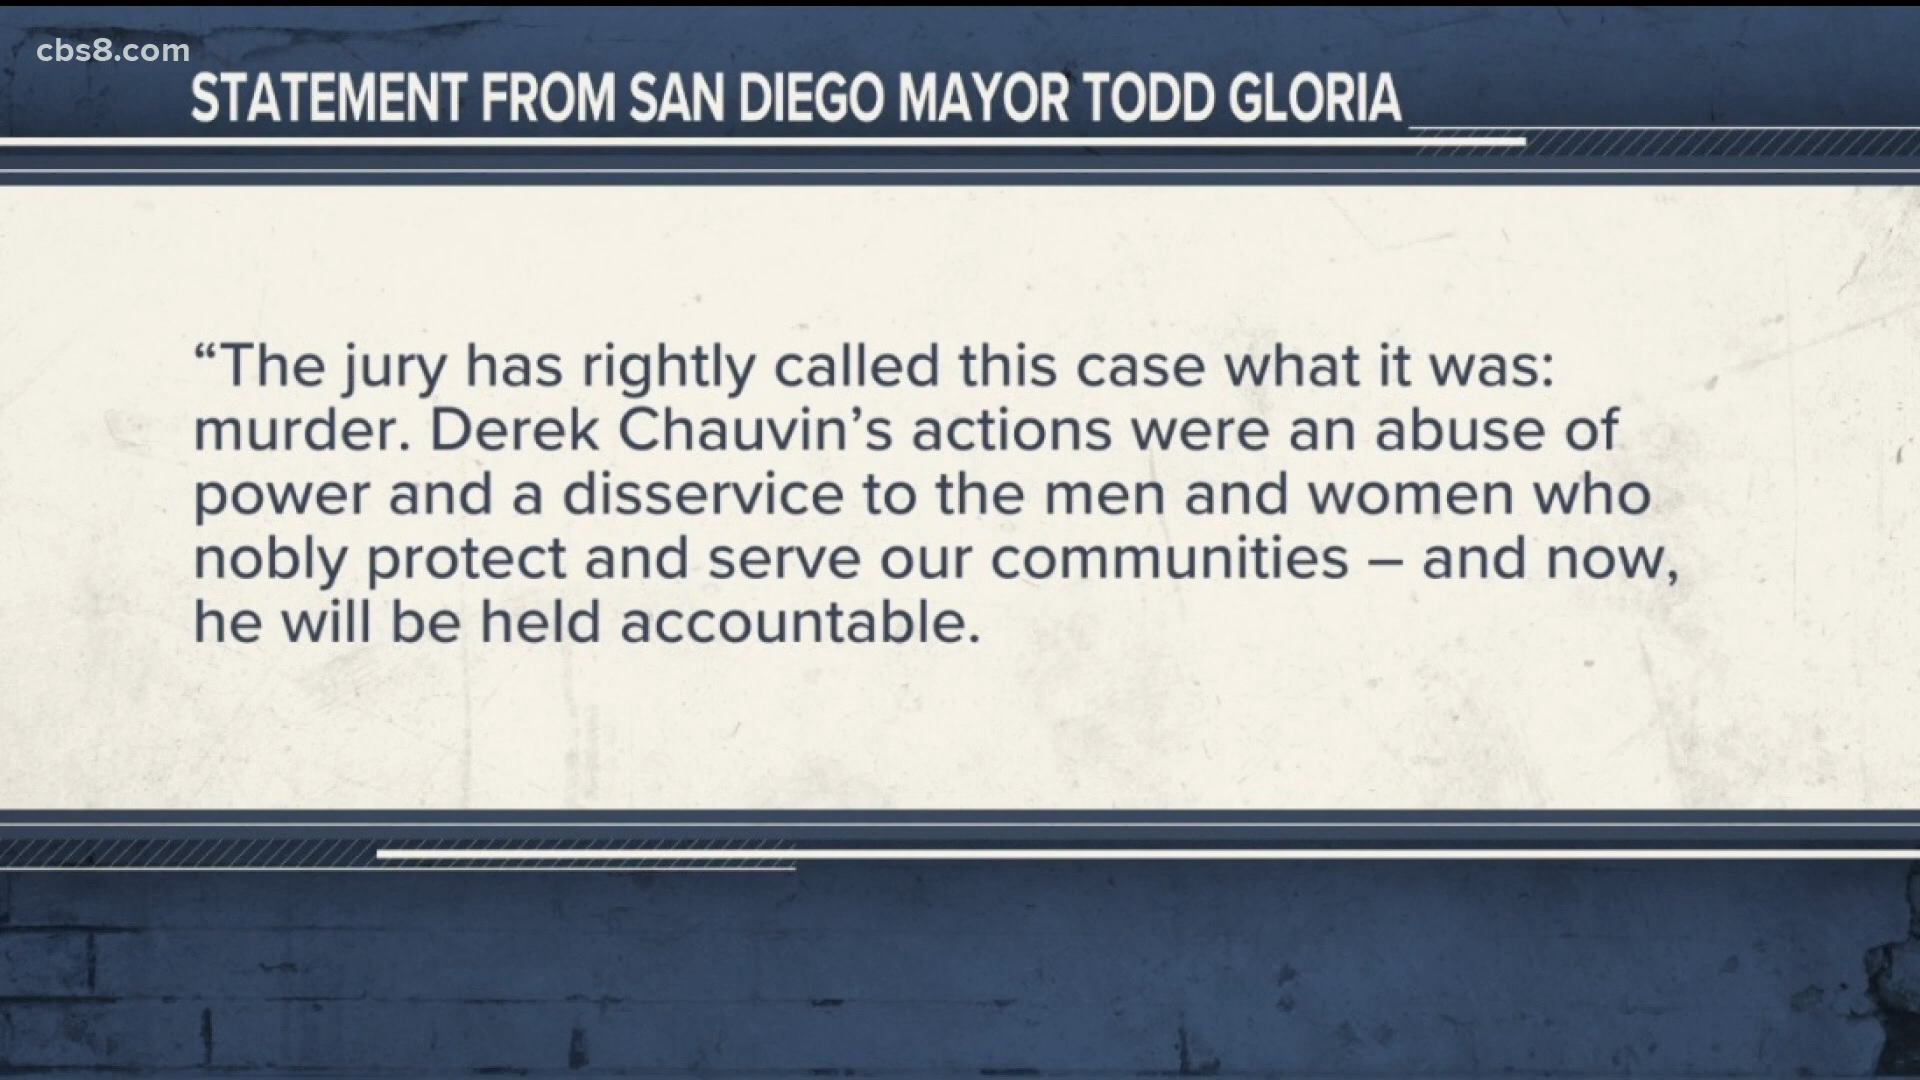 cbs8.com
STATEMENT FROM SAN DIEGO MAYOR TODD GLORIA
“The jury has rightly called this case what it was:
murder. Derek Chauvin’s actions were an abuse of
power and a disservice to the men and women who
nobly protect and serve our communities – and now,
he will be held accountable.